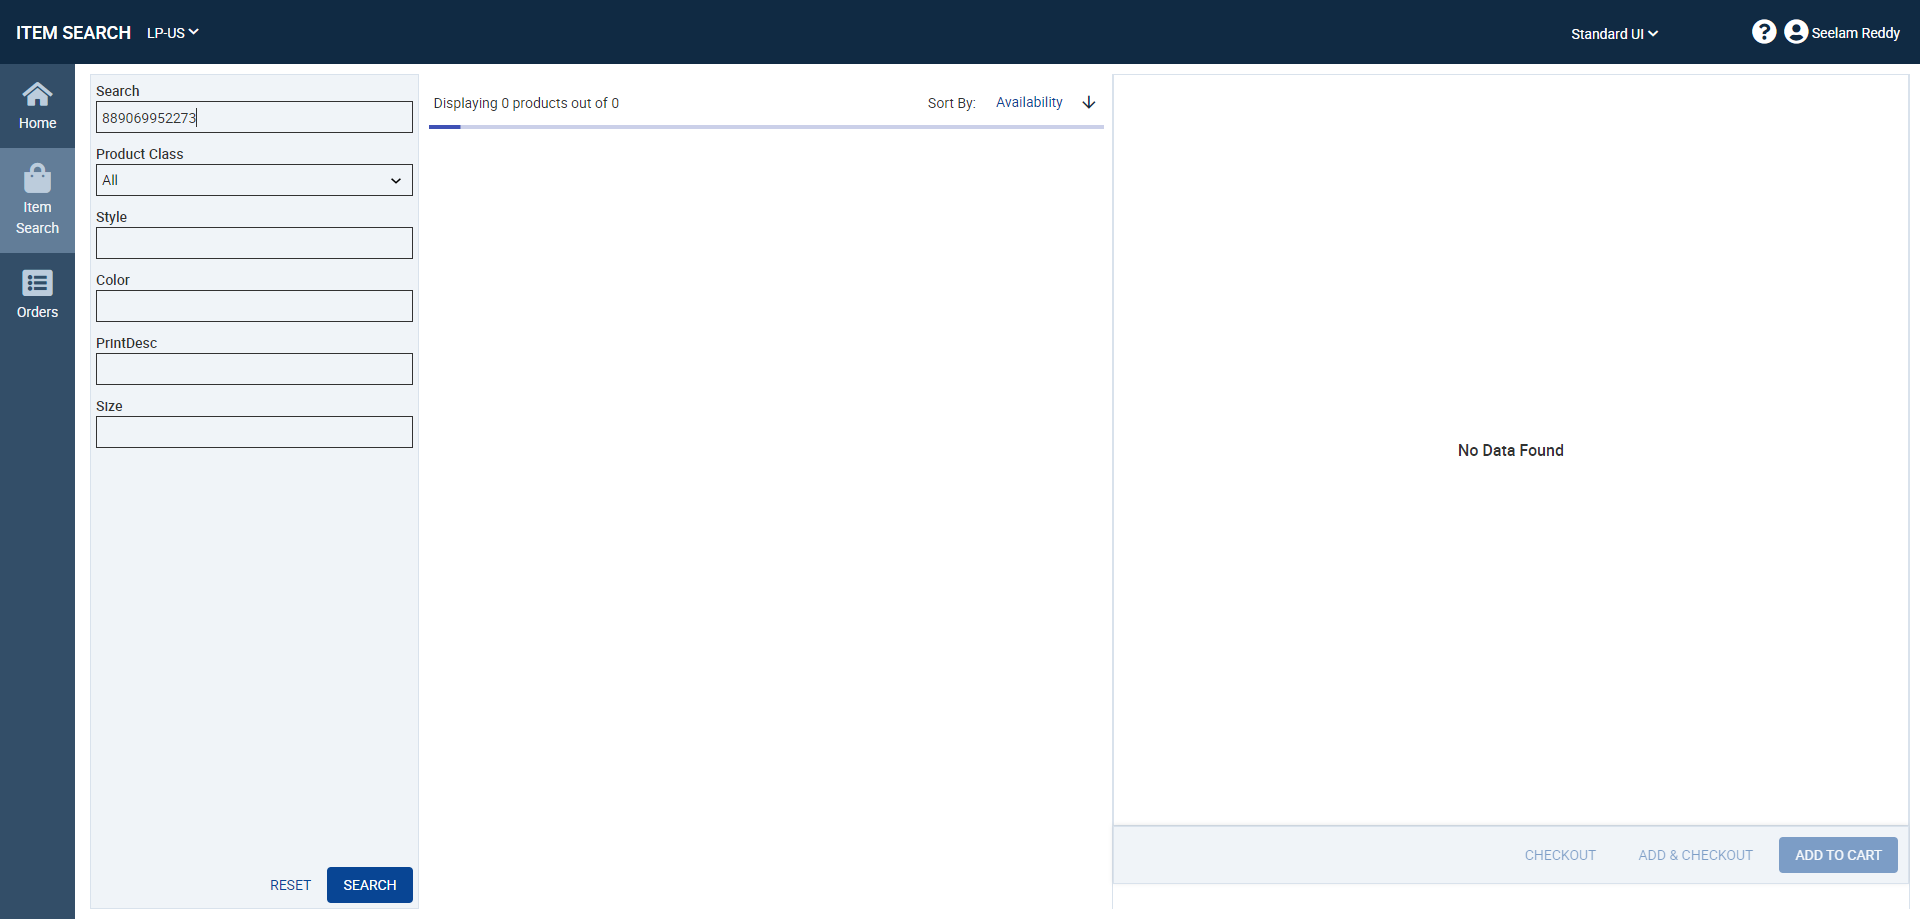 ITEM SEARCH
LP-US
Standard UI
?
Seelam Reddy
Home
Item
Search
Orders
Search
889069952273
Product Class
All
Style
Color
PrintDesc
Size
RESET
SEARCH
Displaying 0 products out of 0
Sort By:
Availability
No Data Found
CHECKOUT
ADD & CHECKOUT
ADD TO CART